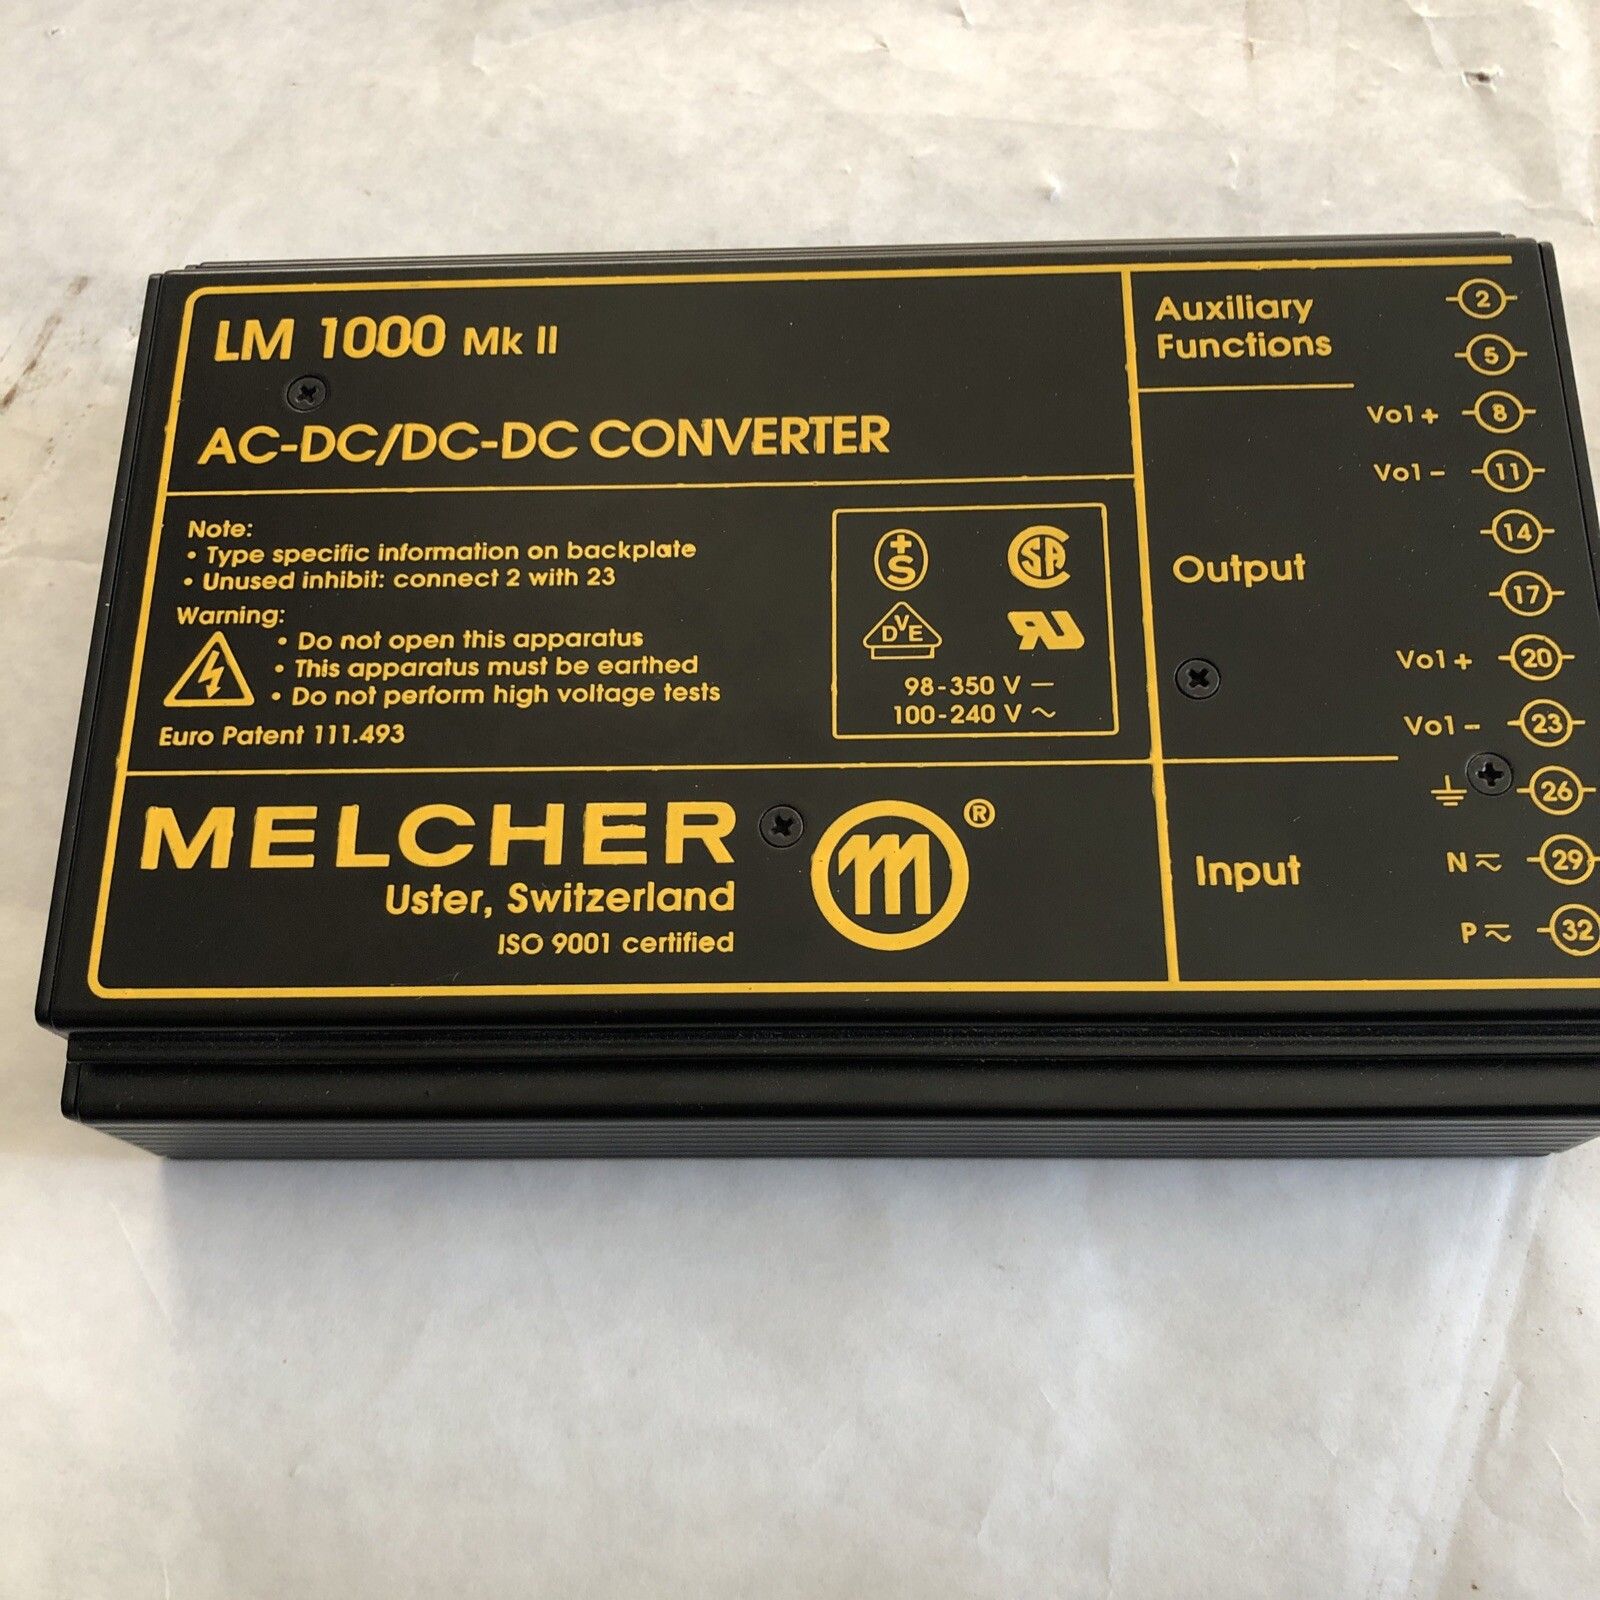 LM 1000 Mk II
AC-DC/DC-DC CONVERTER
Note:
• Type specific information on backplate
• Unused inhibit: connect 2 with 23
Warning:
• Do not open this apparatus
• This apparatus must be earthed
• Do not perform high voltage tests
Euro Patent 111.493
+S
SA
DVE
RU
98-350 V ⎓
100-240 V ~
MELCHER
Uster, Switzerland
ISO 9001 certified
m ®
Auxiliary
Functions
2
5
Output
Vo1+ 8
Vo1- 11
14
17
Vo1+ 20
Vo1- 23
Input
26
N 29
P 32